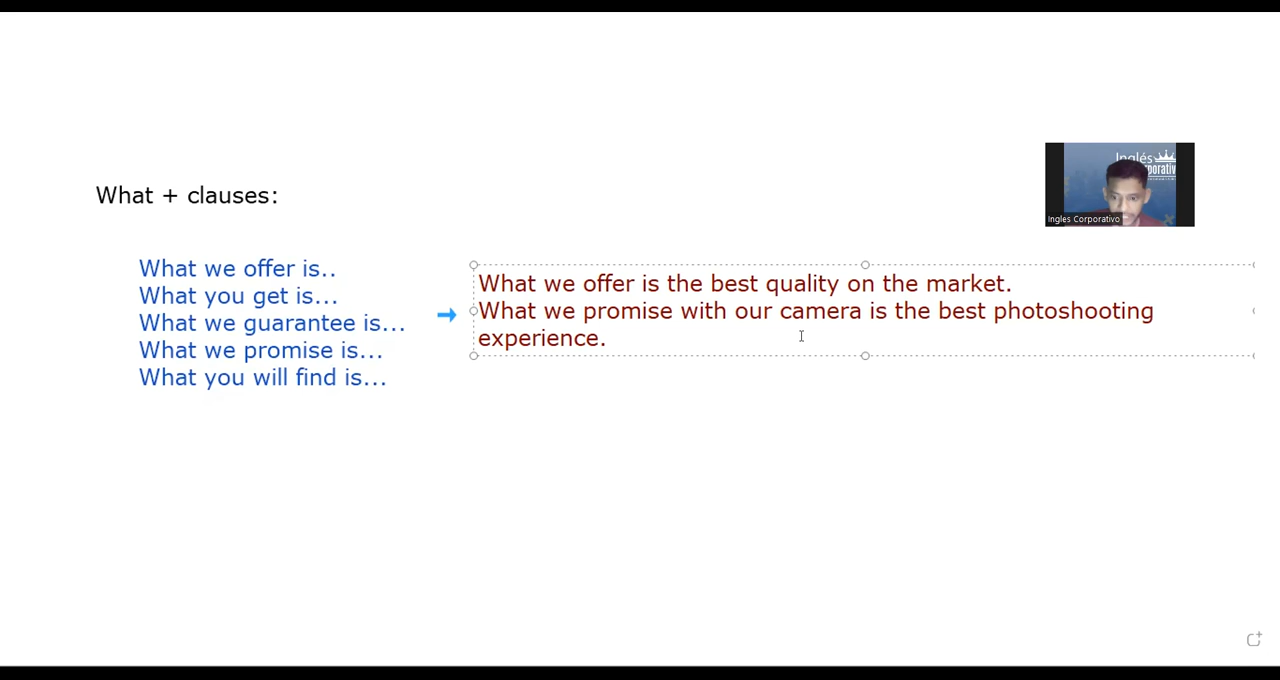 What + clauses:
What we offer is..
What you get is...
What we guarantee is...
What we promise is...
What you will find is...
What we offer is the best quality on the market.
What we promise with our camera is the best photoshooting
experience.
Inglés
Ingles Corporativo